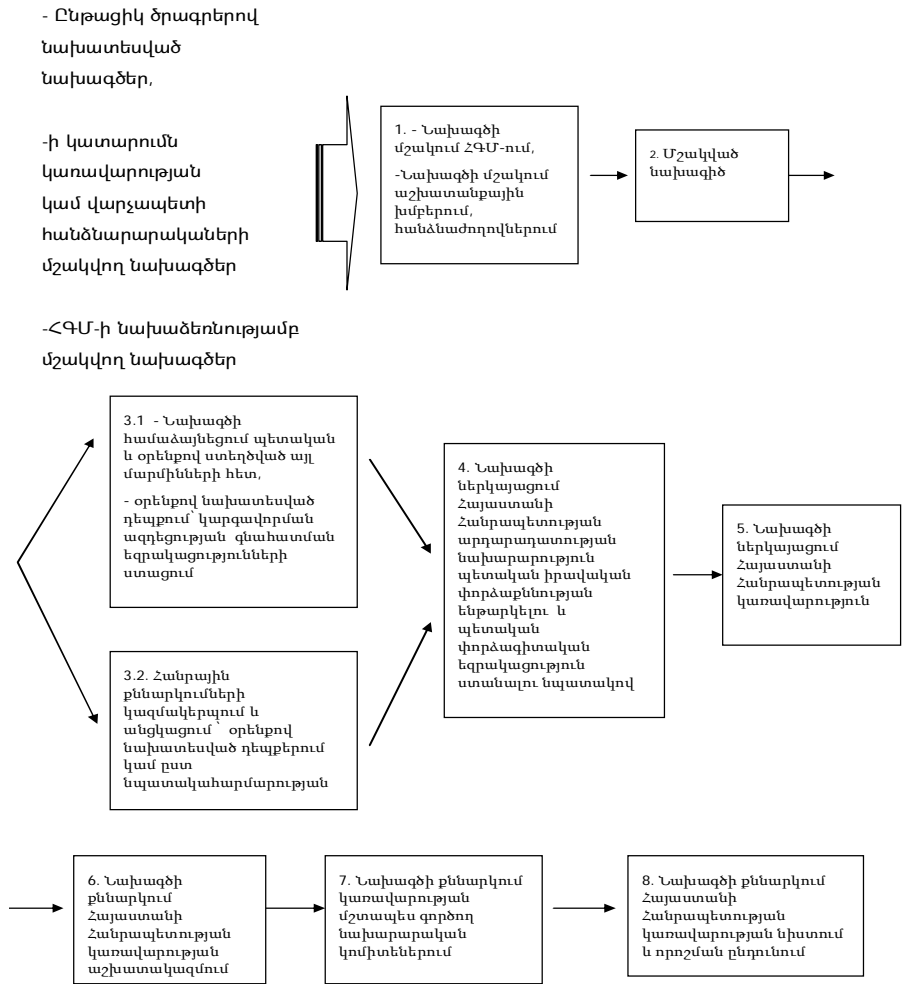 - Ընթացիկ ծրագրերով
նախատեսված
նախագծեր,
-ի կատարումն
կառավարության
կամ վարչապետի
հանձնարարակաների
մշակվող նախագծեր
-ՀԳՄ-ի նախաձեռնությամբ
մշակվող նախագծեր
1. - Նախագծի
մշակում ՀԳՄ-ում,
-Նախագծի մշակում
աշխատանքային
խմբերում,
հանձնաժողովներում
2. Մշակված
նախագիծ
3.1 - Նախագծի
համաձայնեցում պետական
և օրենքով ստեղծված այլ
մարմինների հետ,
- օրենքով նախատեսված
դեպքում՝ կարգավորման
ազդեցության գնահատման
եզրակացությունների
ստացում
3.2. Հանրային
քննարկումների
կազմակերպում և
անցկացում ՝ օրենքով
նախատեսված դեպքերում
կամ ըստ
նպատակահարմարության
4. Նախագծի
ներկայացում
Հայաստանի
Հանրապետության
արդարադատության
նախարարություն
պետական իրավական
փորձաքննության
ենթարկելու և
պետական
փորձագիտական
եզրակացություն
ստանալու նպատակով
5. Նախագծի
ներկայացում
Հայաստանի
Հանրապետության
կառավարություն
6. Նախագծի
քննարկում
Հայաստանի
Հանրապետության
կառավարության
աշխատակազմում
7. Նախագծի քննարկում
կառավարության
մշտապես գործող
նախարարական
կոմիտեներում
8. Նախագծի քննարկում
Հայաստանի
Հանրապետության
կառավարության նիստում
և որոշման ընդունում